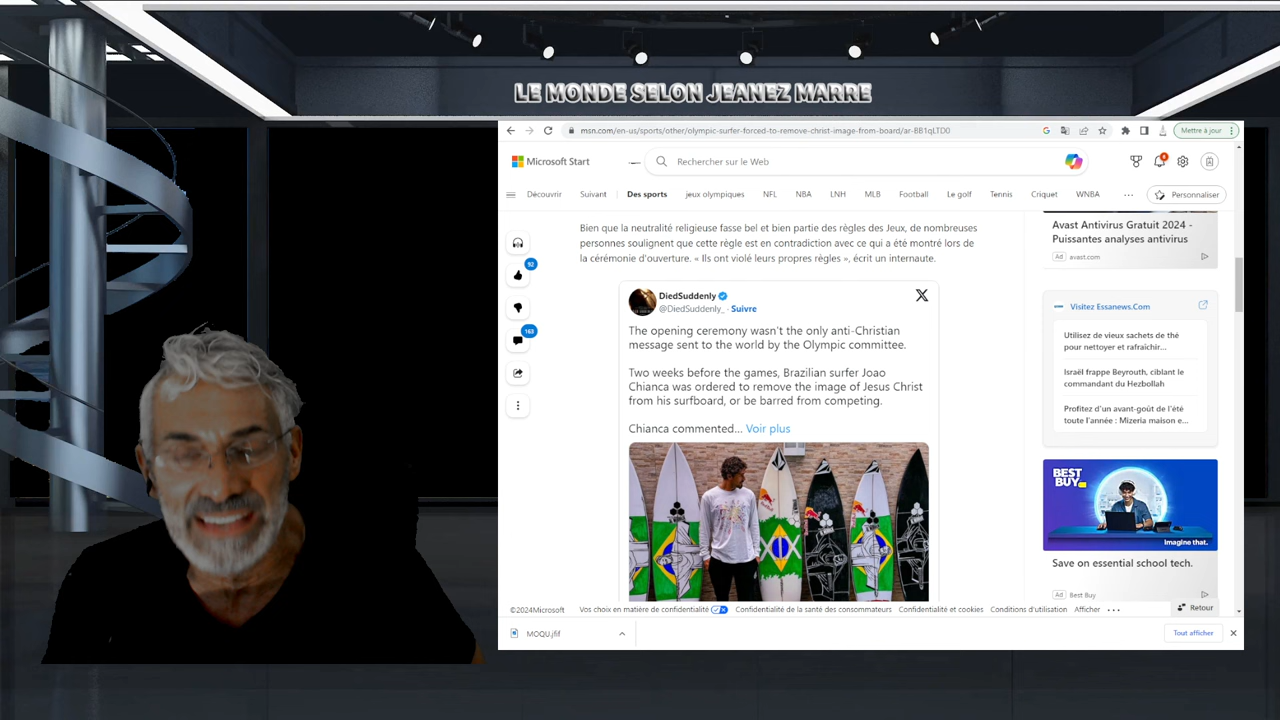 LE MONDE SELON JEANEZ MARRE
msn.com/en-us/sports/other/olympic-surfer-forced-to-remove-christ-image-from-board/ar-BB1qLTD0
Mettre à jour
Microsoft Start
Rechercher sur le Web
8
Découvrir Suivant Des sports jeux olympiques NFL NBA LNH MLB Football Le golf Tennis Criquet WNBA ... Personnaliser
Bien que la neutralité religieuse fasse bel et bien partie des règles des Jeux, de nombreuses
personnes soulignent que cette règle est en contradiction avec ce qui a été montré lors de
la cérémonie d'ouverture. « Ils ont violé leurs propres règles », écrit un internaute.
92
163
DiedSuddenly
@DiedSuddenly_ · Suivre
The opening ceremony wasn't the only anti-Christian
message sent to the world by the Olympic committee.
Two weeks before the games, Brazilian surfer Joao
Chianca was ordered to remove the image of Jesus Christ
from his surfboard, or be barred from competing.
Chianca commented... Voir plus
Avast Antivirus Gratuit 2024 -
Puissantes analyses antivirus
Ad avast.com
Visitez Essanews.Com
Utilisez de vieux sachets de thé
pour nettoyer et rafraîchir...
Israël frappe Beyrouth, ciblant le
commandant du Hezbollah
Profitez d'un avant-goût de l'été
toute l'année : Mizeria maison e...
BEST
BUY
imagine that.
Save on essential school tech.
Ad Best Buy
Retour
©2024Microsoft Vos choix en matière de confidentialité Confidentialité de la santé des consommateurs Confidentialité et cookies Conditions d'utilisation Afficher ...
MOQU.jfif
Tout afficher